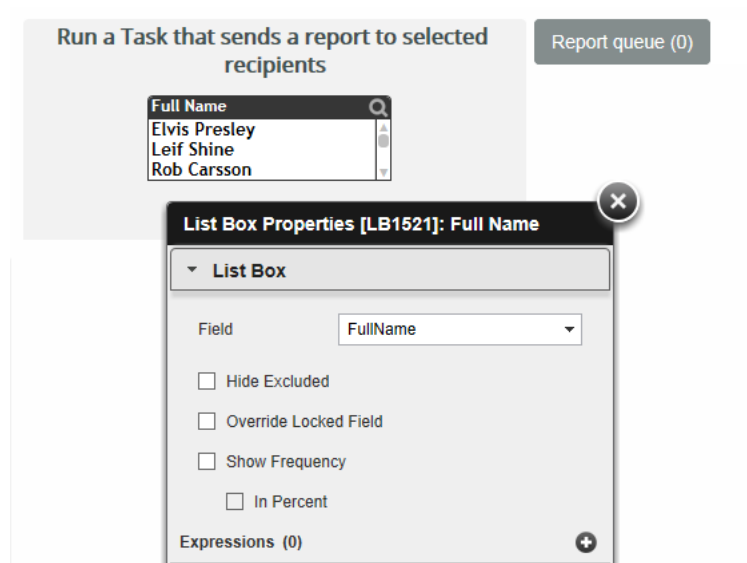 Run a Task that sends a report to selected
recipients
Report queue (0)
Full Name
Elvis Presley
Leif Shine
Rob Carsson
List Box Properties [LB1521]: Full Name
List Box
Field
FullName
Hide Excluded
Override Locked Field
Show Frequency
In Percent
Expressions (0)